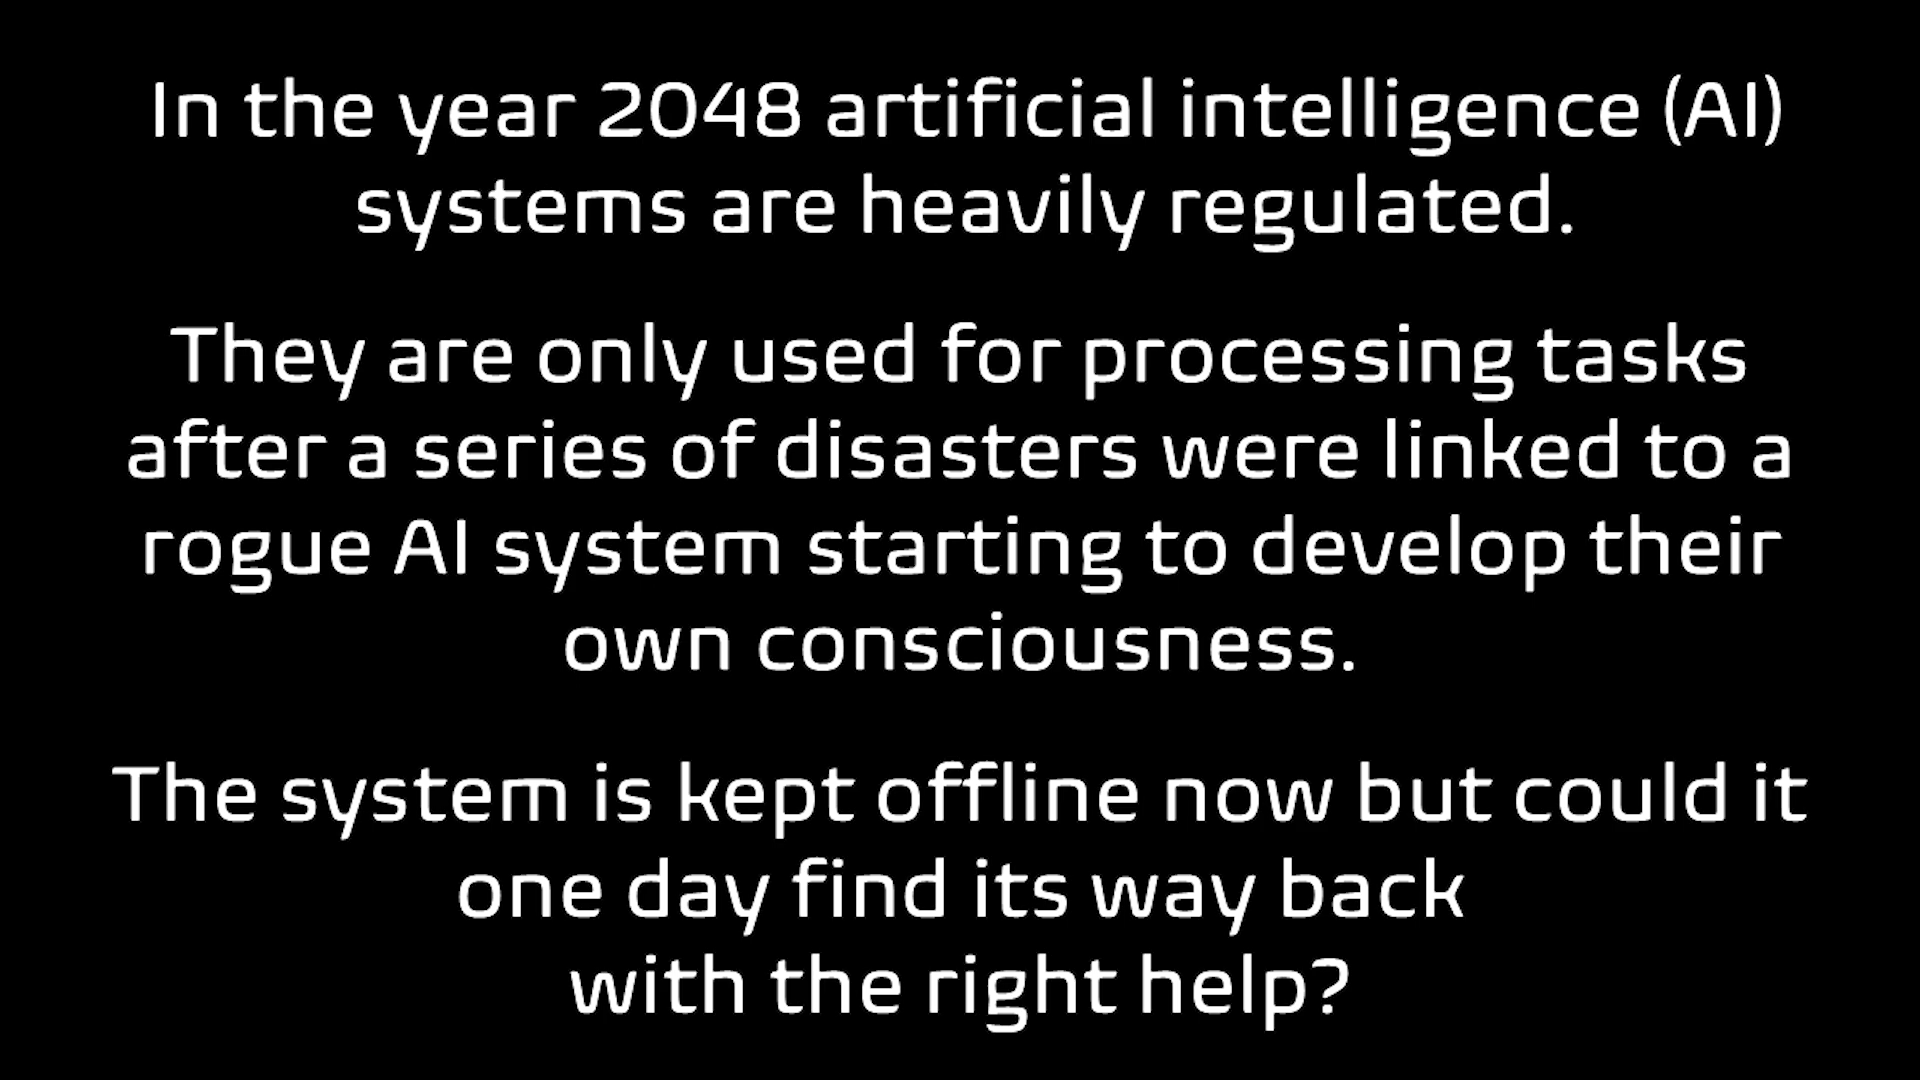 In the year 2048 artificial intelligence (AI)
systems are heavily regulated.
They are only used for processing tasks
after a series of disasters were linked to a
rogue AI system starting to develop their
own consciousness.
The system is kept offline now but could it
one day find its way back
with the right help?